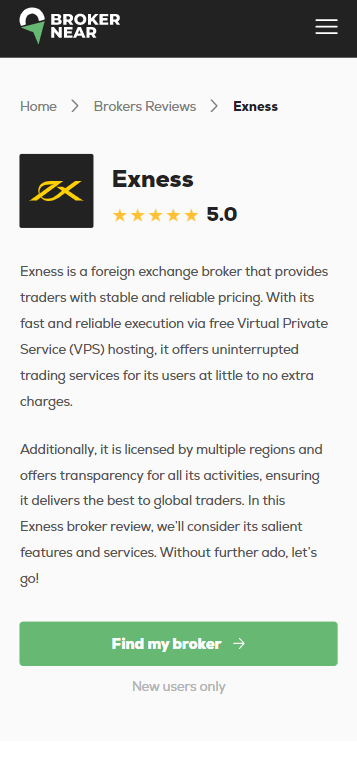 BROKER
NEAR
Home > Brokers Reviews > Exness
Exness
5.0
Exness is a foreign exchange broker that provides
traders with stable and reliable pricing. With its
fast and reliable execution via free Virtual Private
Service (VPS) hosting, it offers uninterrupted
trading services for its users at little to no extra
charges.
Additionally, it is licensed by multiple regions and
offers transparency for all its activities, ensuring
it delivers the best to global traders. In this
Exness broker review, we’ll consider its salient
features and services. Without further ado, let’s
go!
Find my broker →
New users only